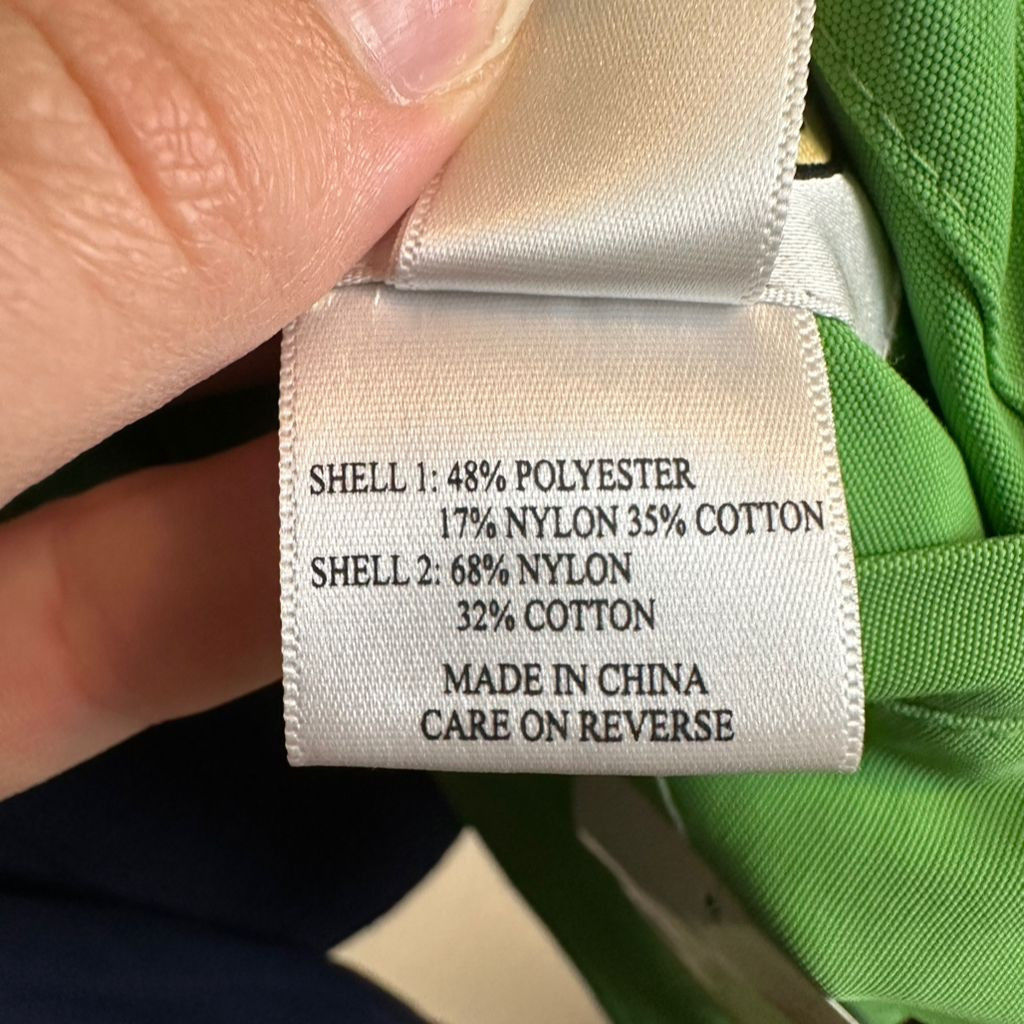 SHELL 1: 48% POLYESTER
17% NYLON 35% COTTON
SHELL 2: 68% NYLON
32% COTTON
MADE IN CHINA
CARE ON REVERSE